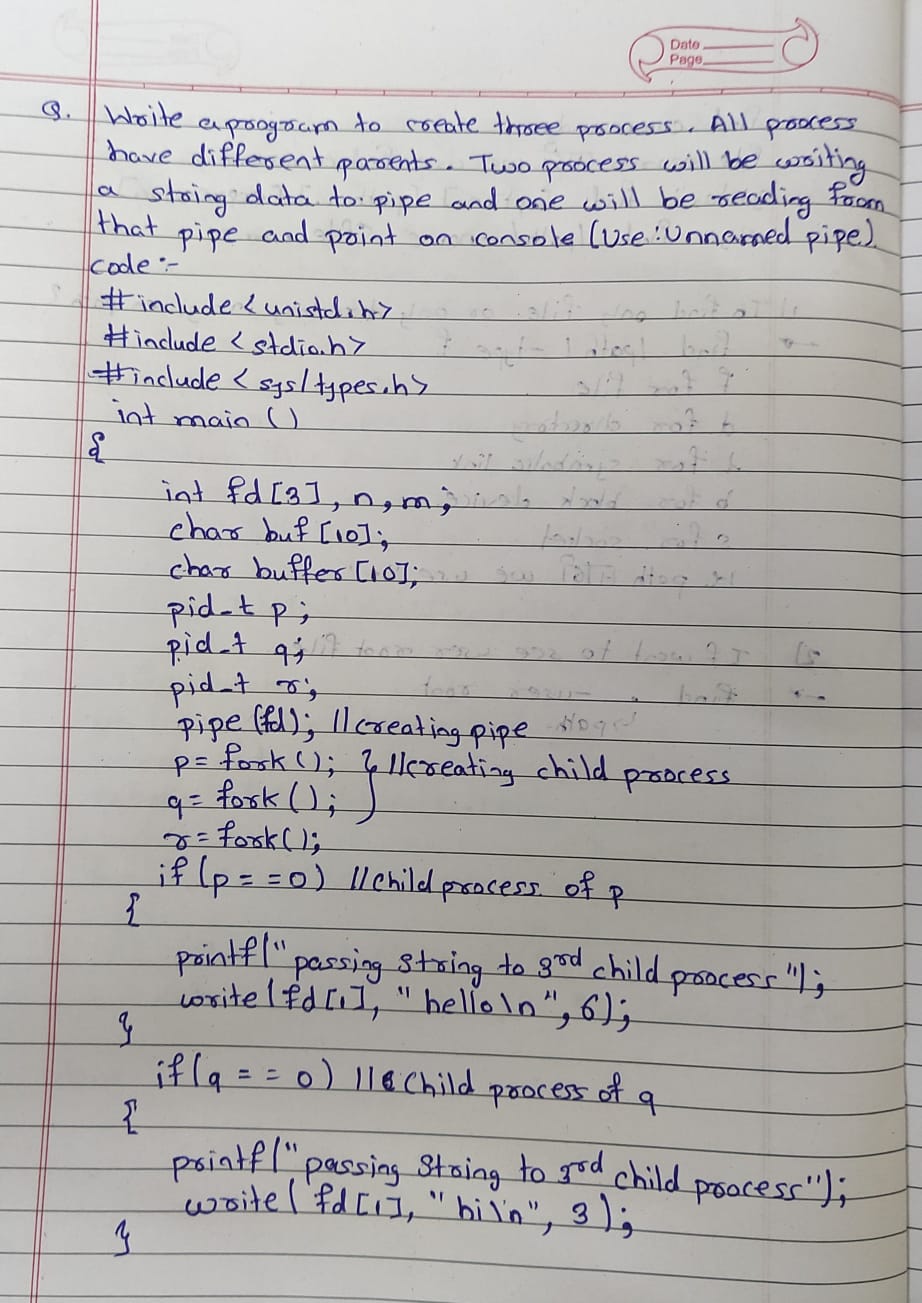 Date
Page
Q. Write a program to create three process. All process
have different parents. Two process will be writing
a string data to pipe and one will be reading from
that pipe and print on console (Use : Unnamed pipe)
code :-
#include <unistd.h>
#include <stdio.h>
#include <sys/types.h>
int main ()
{
int fd[3], n, m;
char buf [10];
char buffer [10];
pid_t p;
pid_t q;
pid_t r;
pipe (fd); //creating pipe
p = fork (); } //creating child process
q = fork ();
r = fork ();
if (p = = 0) //child process of p
{
printf(" passing string to 3rd child process");
write(fd[1], "hello\n", 6);
}
if(q = = 0) // child process of q
{
printf("passing String to 3rd child process");
write( fd[1], "hi\n", 3);
}